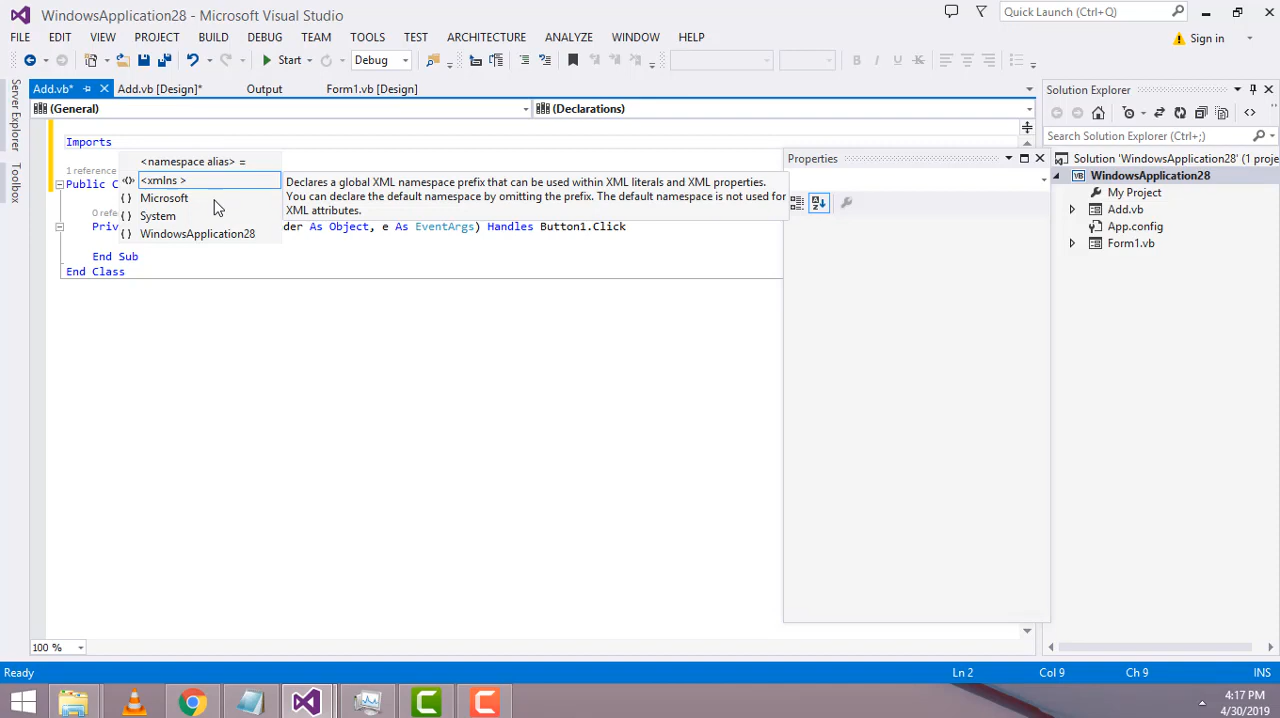 WindowsApplication28 - Microsoft Visual Studio
Quick Launch (Ctrl+Q)
FILE EDIT VIEW PROJECT BUILD DEBUG TEAM TOOLS TEST ARCHITECTURE ANALYZE WINDOW HELP
Sign in
Start Debug
Add.vb* Add.vb [Design]* Output Form1.vb [Design]
Solution Explorer
(General) (Declarations)
Server Explorer
Toolbox
Search Solution Explorer (Ctrl+;)
Imports
<namespace alias> =
<xmlns >
Microsoft
System
WindowsApplication28
Declares a global XML namespace prefix that can be used within XML literals and XML properties.
You can declare the default namespace by omitting the prefix. The default namespace is not used for
XML attributes.
1 reference
Public C
0 refe
Priv der As Object, e As EventArgs) Handles Button1.Click
End Sub
End Class
Properties
Solution 'WindowsApplication28' (1 proje
WindowsApplication28
My Project
Add.vb
App.config
Form1.vb
100 %
Ready Ln 2 Col 9 Ch 9 INS
4:17 PM
4/30/2019